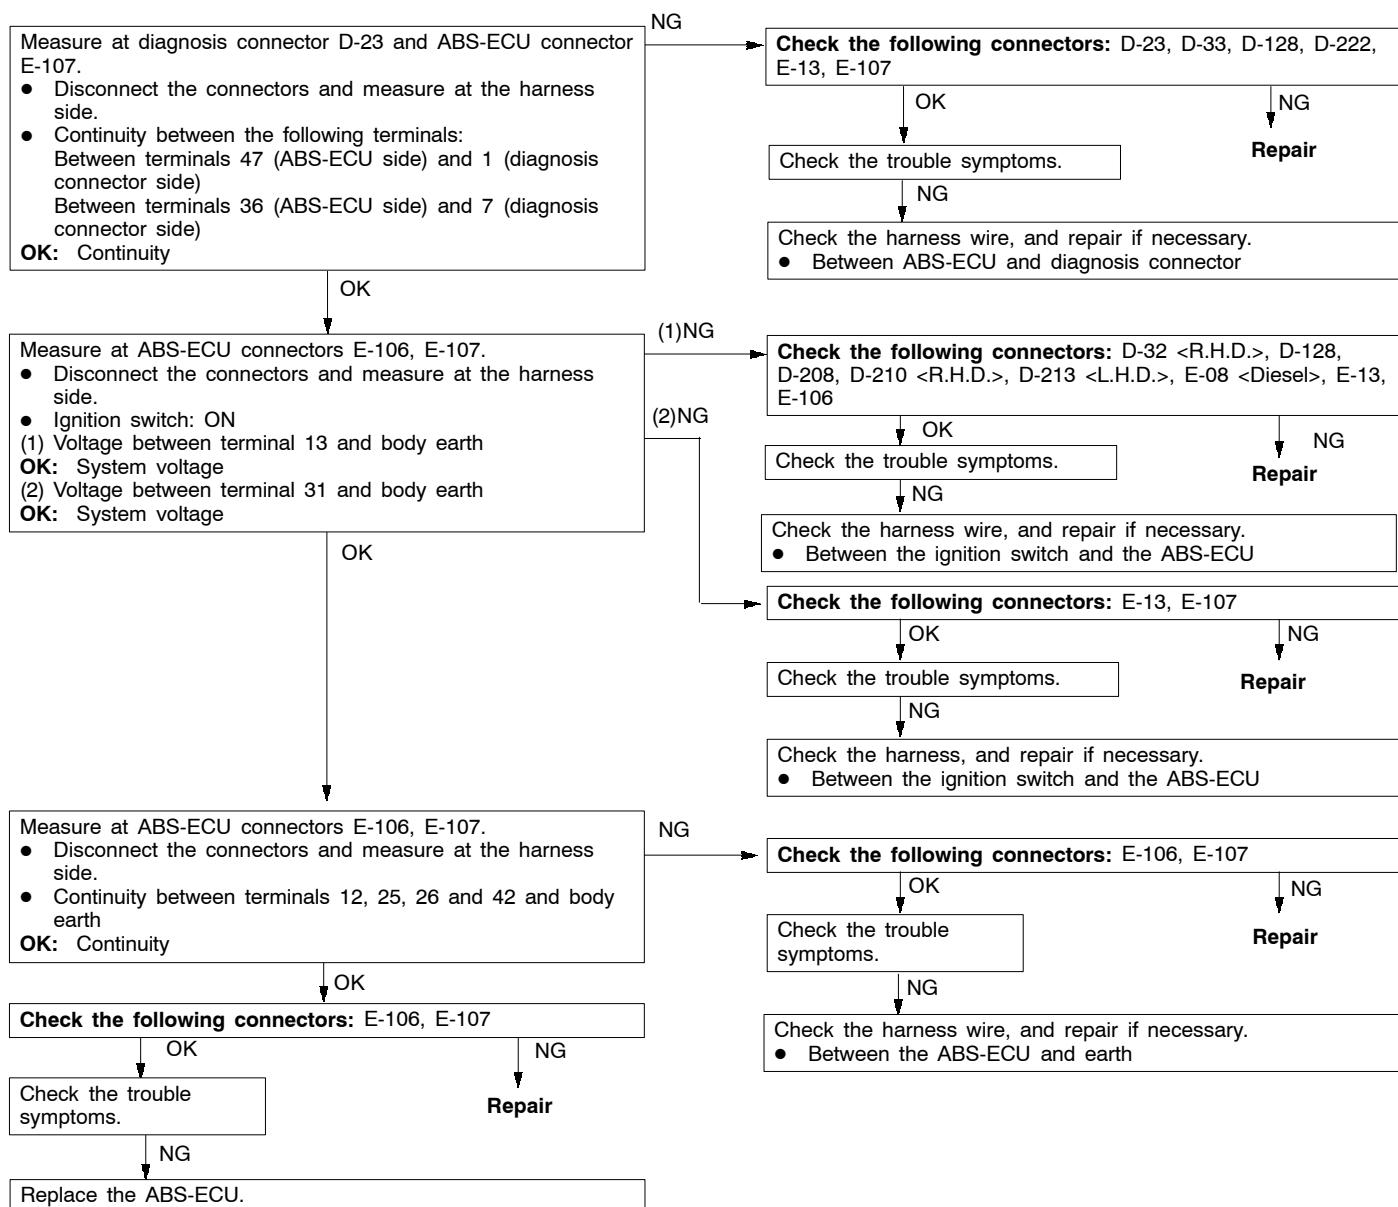 Measure at diagnosis connector D-23 and ABS-ECU connector
E-107.
● Disconnect the connectors and measure at the harness
side.
● Continuity between the following terminals:
Between terminals 47 (ABS-ECU side) and 1 (diagnosis
connector side)
Between terminals 36 (ABS-ECU side) and 7 (diagnosis
connector side)
OK: Continuity
NG
Check the following connectors: D-23, D-33, D-128, D-222,
E-13, E-107
OK
NG
Repair
Check the trouble symptoms.
NG
Check the harness wire, and repair if necessary.
● Between ABS-ECU and diagnosis connector
OK
Measure at ABS-ECU connectors E-106, E-107.
● Disconnect the connectors and measure at the harness
side.
● Ignition switch: ON
(1) Voltage between terminal 13 and body earth
OK: System voltage
(2) Voltage between terminal 31 and body earth
OK: System voltage
(1)NG
Check the following connectors: D-32 <R.H.D.>, D-128,
D-208, D-210 <R.H.D.>, D-213 <L.H.D.>, E-08 <Diesel>, E-13,
E-106
OK
NG
Repair
Check the trouble symptoms.
NG
Check the harness wire, and repair if necessary.
● Between the ignition switch and the ABS-ECU
(2)NG
Check the following connectors: E-13, E-107
OK
NG
Repair
Check the trouble symptoms.
NG
Check the harness, and repair if necessary.
● Between the ignition switch and the ABS-ECU
OK
Measure at ABS-ECU connectors E-106, E-107.
● Disconnect the connectors and measure at the harness
side.
● Continuity between terminals 12, 25, 26 and 42 and body
earth
OK: Continuity
NG
Check the following connectors: E-106, E-107
OK
NG
Repair
Check the trouble
symptoms.
NG
Check the harness wire, and repair if necessary.
● Between the ABS-ECU and earth
OK
Check the following connectors: E-106, E-107
OK
NG
Repair
Check the trouble
symptoms.
NG
Replace the ABS-ECU.